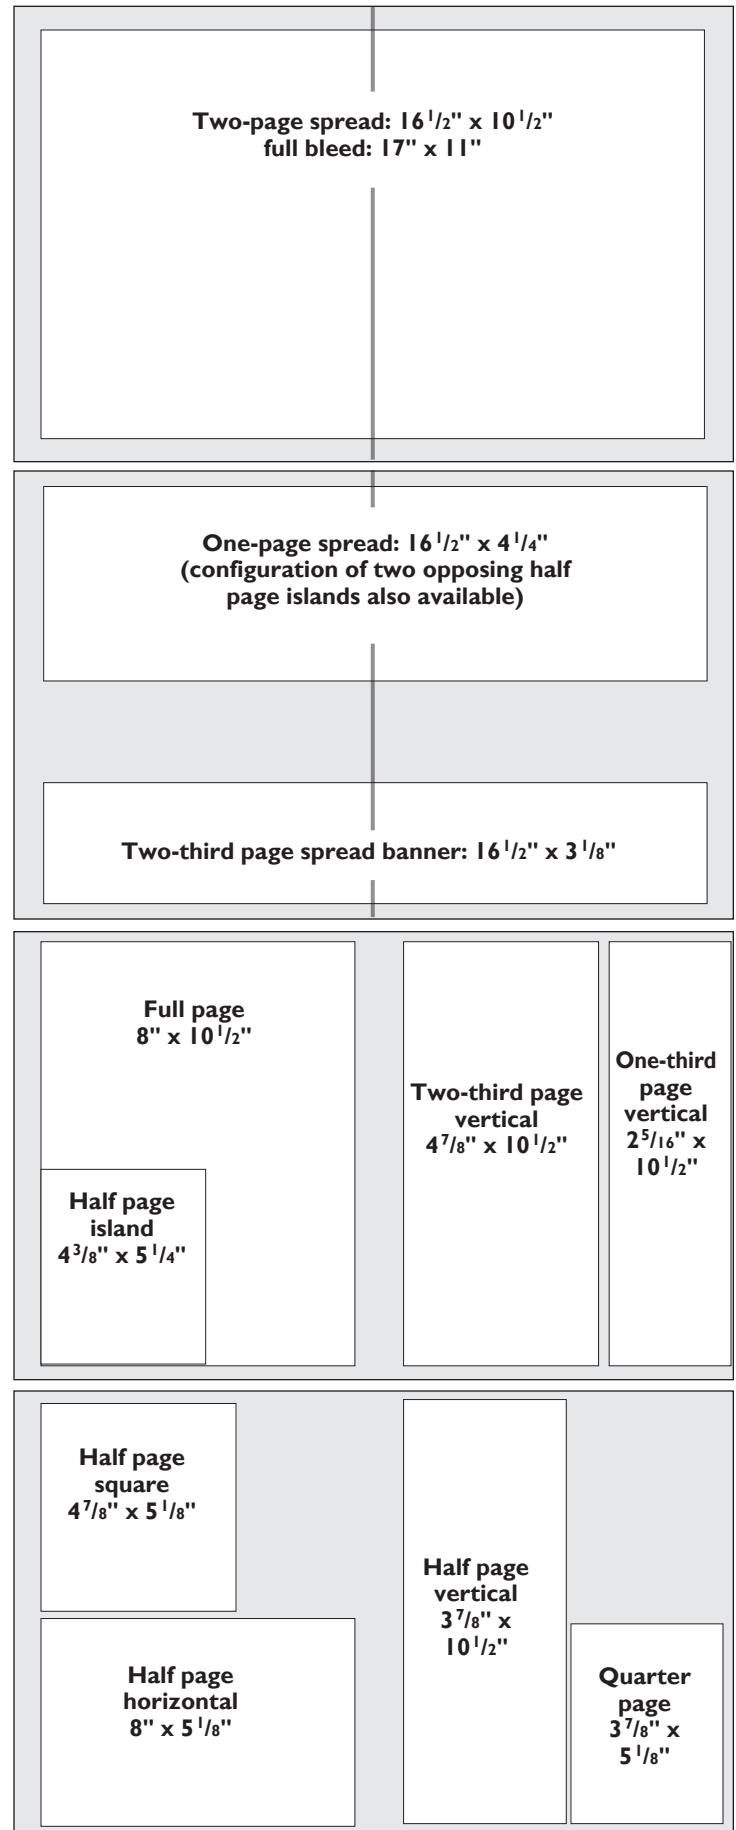 Two-page spread: 16 1/2" x 10 1/2"
full bleed: 17" x 11"
One-page spread: 16 1/2" x 4 1/4"
(configuration of two opposing half
page islands also available)
Two-third page spread banner: 16 1/2" x 3 1/8"
Full page
8" x 10 1/2"
Half page
island
4 3/8" x 5 1/4"
Two-third page
vertical
4 7/8" x 10 1/2"
One-third
page
vertical
2 5/16" x
10 1/2"
Half page
square
4 7/8" x 5 1/8"
Half page
horizontal
8" x 5 1/8"
Half page
vertical
3 7/8" x
10 1/2"
Quarter
page
3 7/8" x
5 1/8"